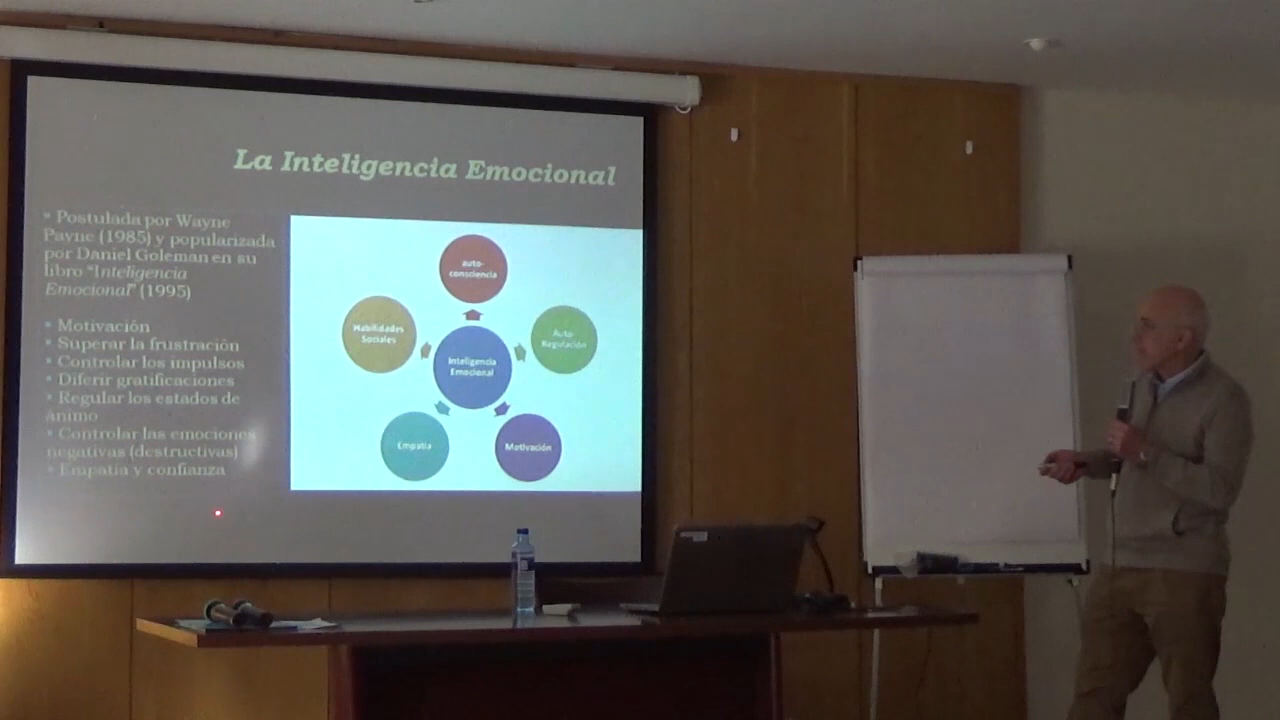 La Inteligencia Emocional
• Postulada por Wayne
Payne (1985) y popularizada
por Daniel Goleman en su
libro “Inteligencia
Emocional” (1995)
• Motivación
• Superar la frustración
• Controlar los impulsos
• Diferir gratificaciones
• Regular los estados de
ánimo
• Controlar las emociones
negativas (destructivas)
• Empatía y confianza
auto-
consciencia
Habilidades
Sociales
Auto-
Regulación
Inteligencia
Emocional
Empatía
Motivación